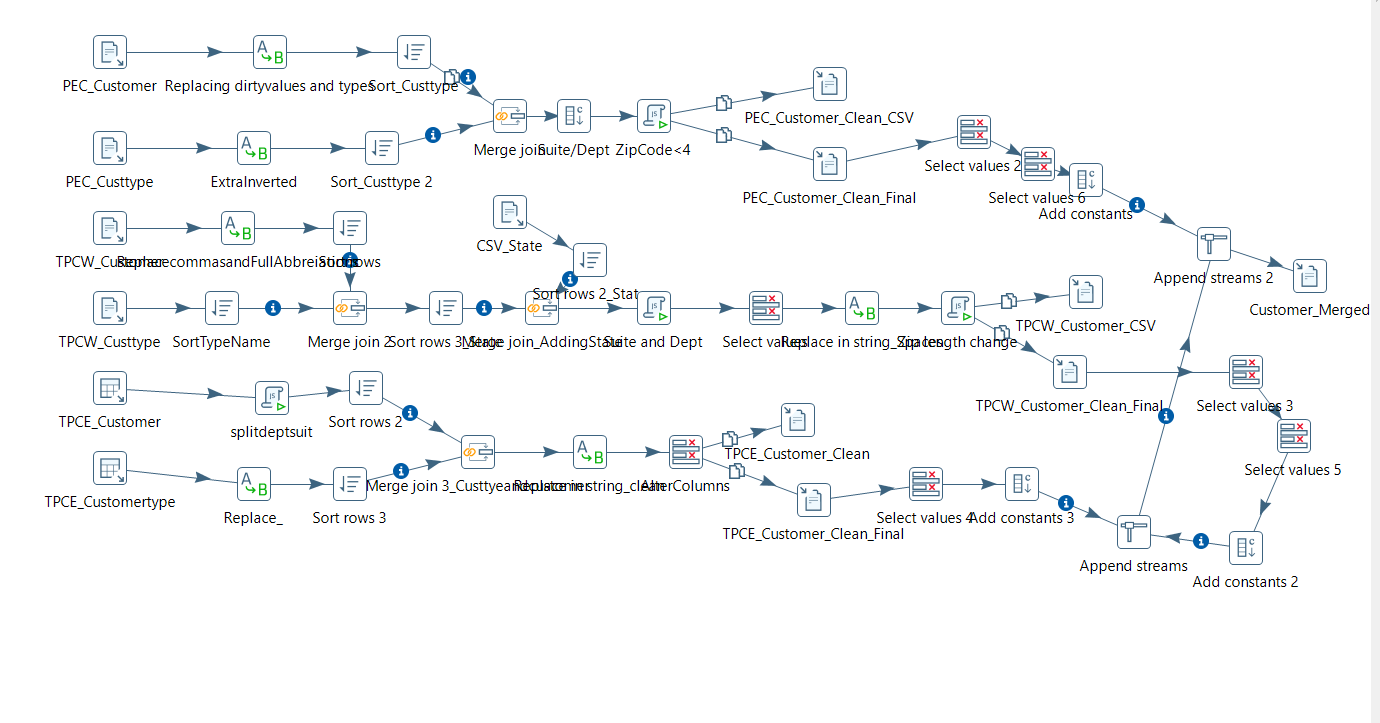 PEC_Customer
Replacing dirtyvalues and types
Sort_Custtype
Merge join
Suite/Dept
ZipCode<4
PEC_Customer_Clean_CSV
PEC_Custtype
ExtraInverted
Sort_Custtype 2
PEC_Customer_Clean_Final
Select values 2
Select values 6
Add constants
CSV_State
TPCW_Customer
Sort rows
Sort rows 2_State
Append streams 2
Customer_Merged
TPCW_Custtype
SortTypeName
Merge join 2
Sort rows 3_State
Merge join_AddingState
Suite and Dept
Select values
Replace in string_Spaces
Zip length change
TPCW_Customer_CSV
TPCW_Customer_Clean_Final
Select values 3
TPCE_Customer
splitdeptsuit
Sort rows 2
TPCE_Customer_Clean
Select values 5
TPCE_Customertype
Replace_
Sort rows 3
Merge join 3_Custtyeandcustomer
Replace in string_clean
AlterColumns
TPCE_Customer_Clean_Final
Select values 4
Add constants 3
Append streams
Add constants 2